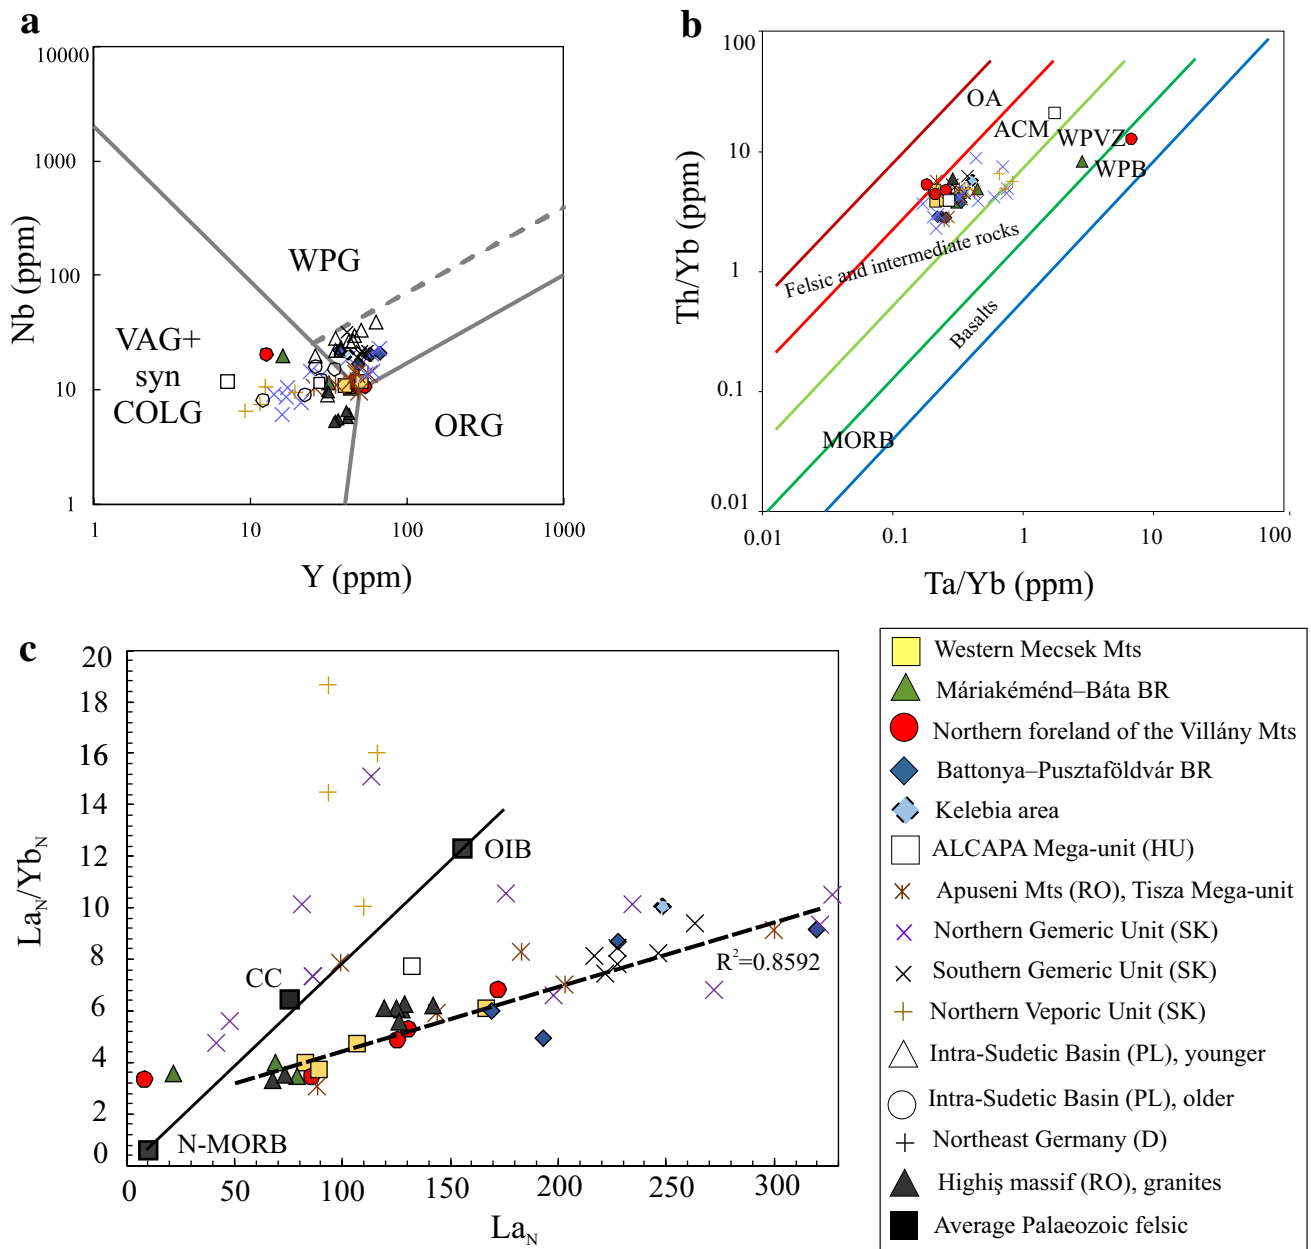 a
10000
1000
100
10
1
Nb (ppm)
WPG
VAG+
syn
COLG
ORG
1
10
100
1000
Y (ppm)
b
100
10
1
0.1
0.01
Th/Yb (ppm)
OA
ACM
WPVZ
WPB
Felsic and intermediate rocks
Basalts
MORB
0.01
0.1
1
10
100
Ta/Yb (ppm)
c
20
18
16
14
12
10
8
6
4
2
0
La_N/Yb_N
OIB
CC
N-MORB
R²=0.8592
0
50
100
150
200
250
300
La_N
Western Mecsek Mts
Máriakéménd–Báta BR
Northern foreland of the Villány Mts
Battonya–Pusztaföldvár BR
Kelebia area
ALCAPA Mega-unit (HU)
Apuseni Mts (RO), Tisza Mega-unit
Northern Gemeric Unit (SK)
Southern Gemeric Unit (SK)
Northern Veporic Unit (SK)
Intra-Sudetic Basin (PL), younger
Intra-Sudetic Basin (PL), older
Northeast Germany (D)
Highiş massif (RO), granites
Average Palaeozoic felsic